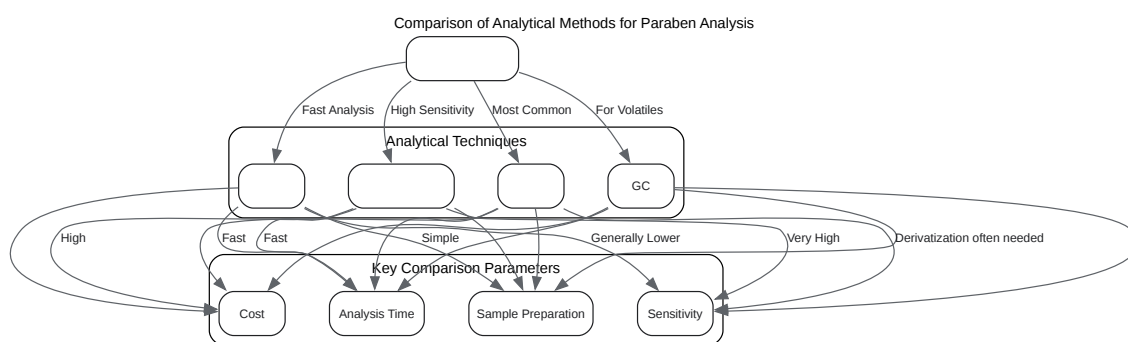 Comparison of Analytical Methods for Paraben Analysis
Fast Analysis
High Sensitivity
Most Common
For Volatiles
Analytical Techniques
GC
High
Fast
Fast
Simple
Generally Lower
Very High
Derivatization often needed
Key Comparison Parameters
Cost
Analysis Time
Sample Preparation
Sensitivity